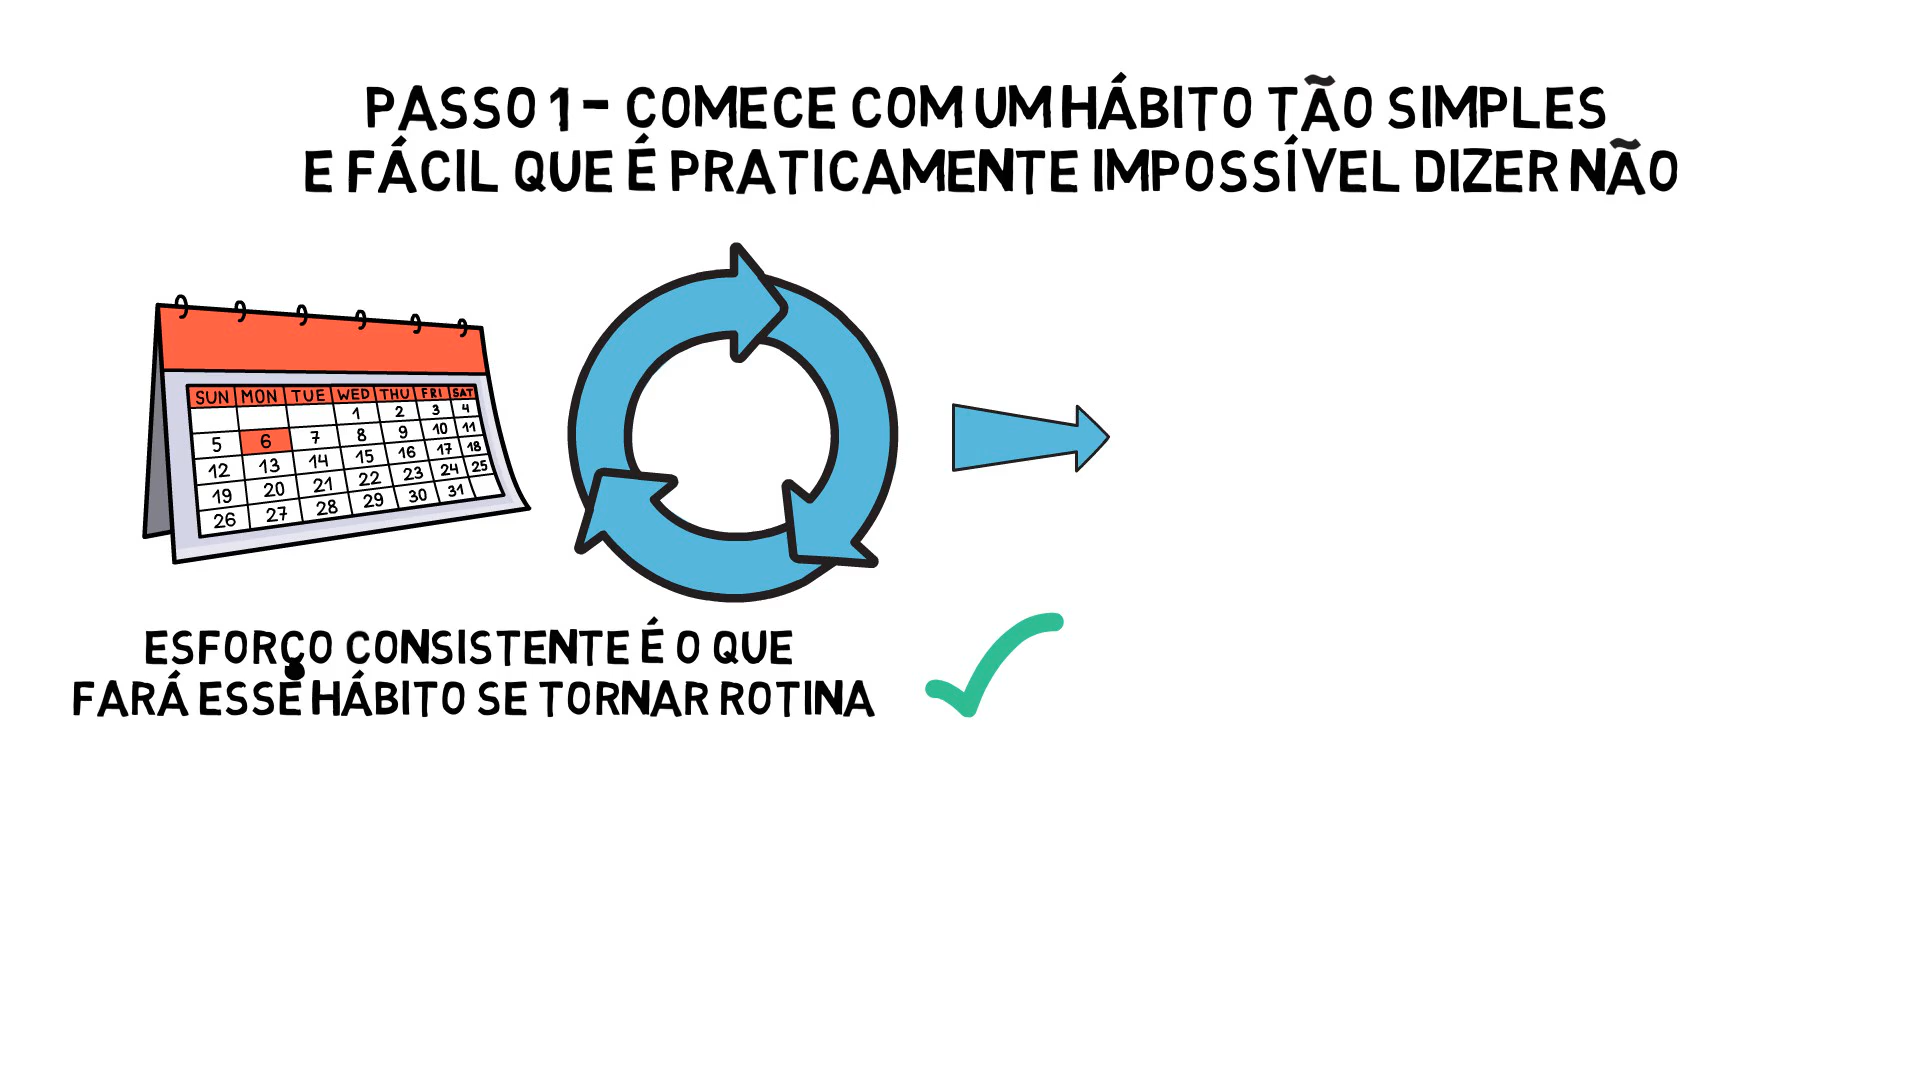 PASSO 1 - COMECE COM UM HÁBITO TÃO SIMPLES
E FÁCIL QUE É PRATICAMENTE IMPOSSÍVEL DIZER NÃO
SUN MON TUE WED THU FRI SAT
1 2 3 4
5 6 7 8 9 10 11
12 13 14 15 16 17 18
19 20 21 22 23 24 25
26 27 28 29 30 31
ESFORÇO CONSISTENTE É O QUE
FARÁ ESSE HÁBITO SE TORNAR ROTINA